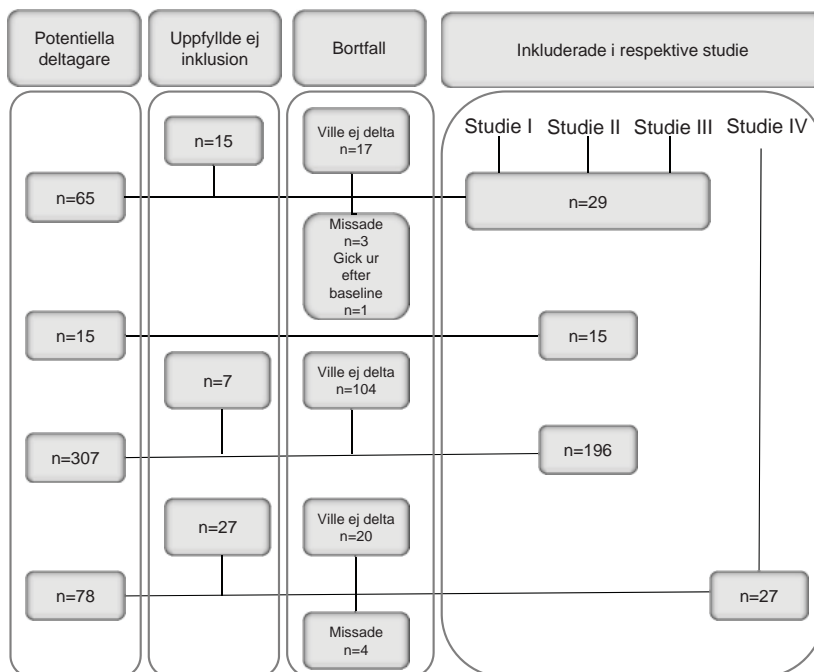 Potentiella
deltagare
Uppfyllde ej
inklusion
Bortfall
Inkluderade i respektive studie
Studie I
Studie II
Studie III
Studie IV
n=15
Ville ej delta
n=17
n=65
n=29
Missade
n=3
Gick ur
efter
baseline
n=1
n=15
n=15
n=7
Ville ej delta
n=104
n=307
n=196
n=27
Ville ej delta
n=20
n=78
n=27
Missade
n=4